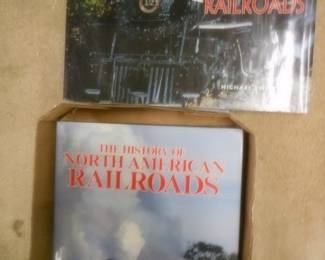 RAILROADS
MICHAEL
THE HISTORY OF
NORTH AMERICAN
RAILROADS